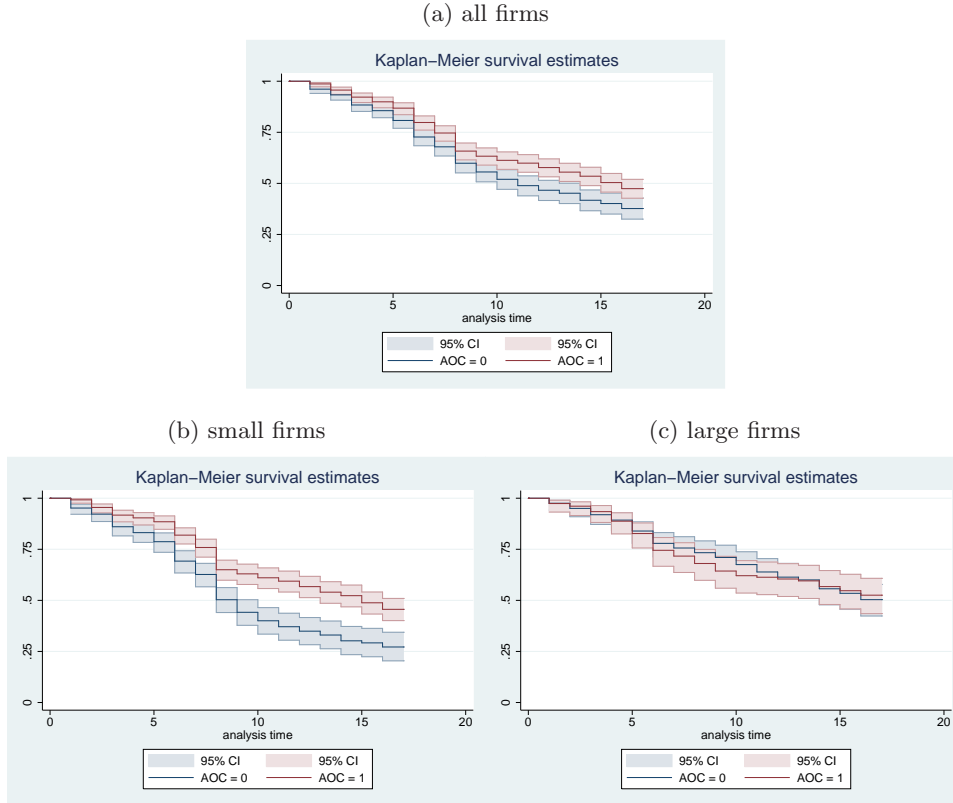 (a) all firms
Kaplan−Meier survival estimates
1
.75
.5
.25
0
0 5 10 15 20
analysis time
95% CI 95% CI
AOC = 0 AOC = 1
(b) small firms
Kaplan−Meier survival estimates
1
.75
.5
.25
0
0 5 10 15 20
analysis time
95% CI 95% CI
AOC = 0 AOC = 1
(c) large firms
Kaplan−Meier survival estimates
1
.75
.5
.25
0
0 5 10 15 20
analysis time
95% CI 95% CI
AOC = 0 AOC = 1